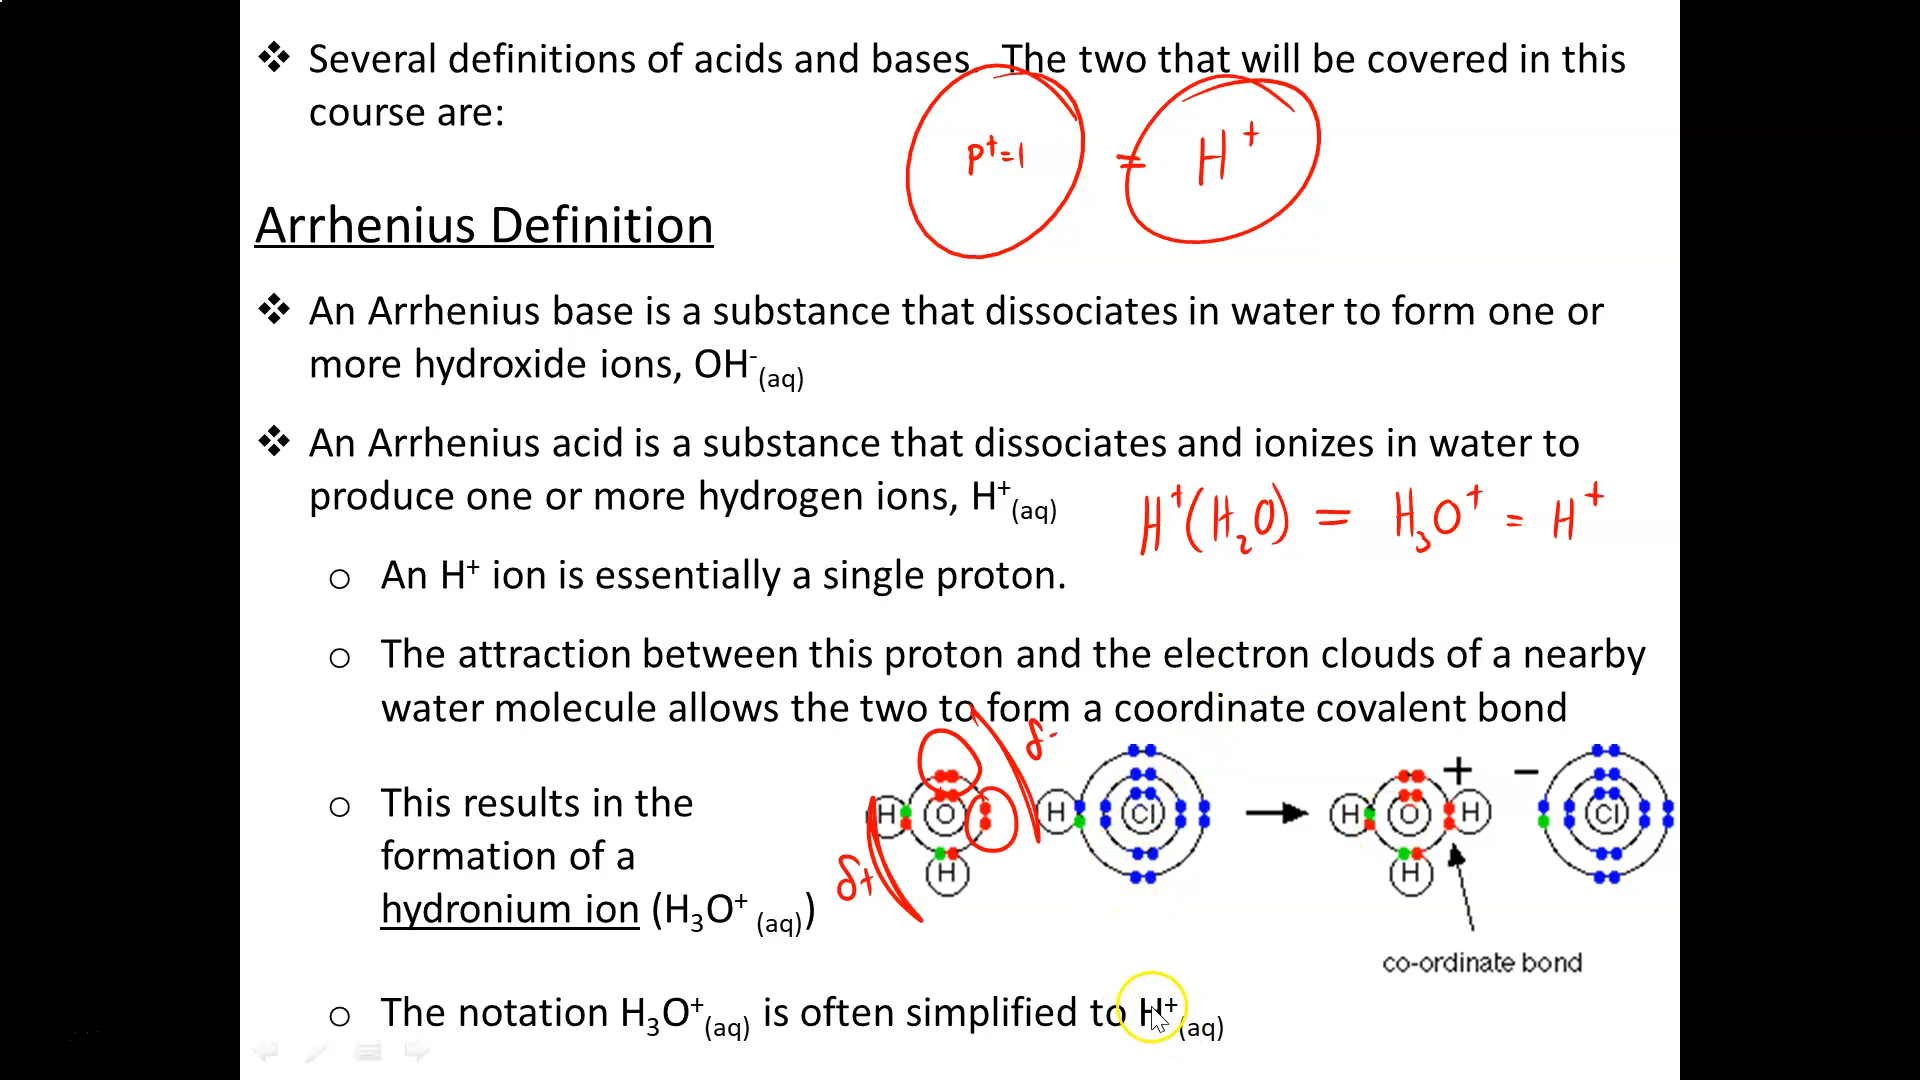 ❖ Several definitions of acids and bases. The two that will be covered in this
course are:
p⁺=1 = H⁺
Arrhenius Definition
❖ An Arrhenius base is a substance that dissociates in water to form one or
more hydroxide ions, OH⁻(aq)
❖ An Arrhenius acid is a substance that dissociates and ionizes in water to
produce one or more hydrogen ions, H⁺(aq)
H⁺(H₂O) = H₃O⁺ = H⁺
o An H⁺ ion is essentially a single proton.
o The attraction between this proton and the electron clouds of a nearby
water molecule allows the two to form a coordinate covalent bond
δ-
δ+
H O H
H Cl
H O H +
H
− Cl
co-ordinate bond
o This results in the
formation of a
hydronium ion (H₃O⁺ (aq))
o The notation H₃O⁺(aq) is often simplified to H⁺(aq)